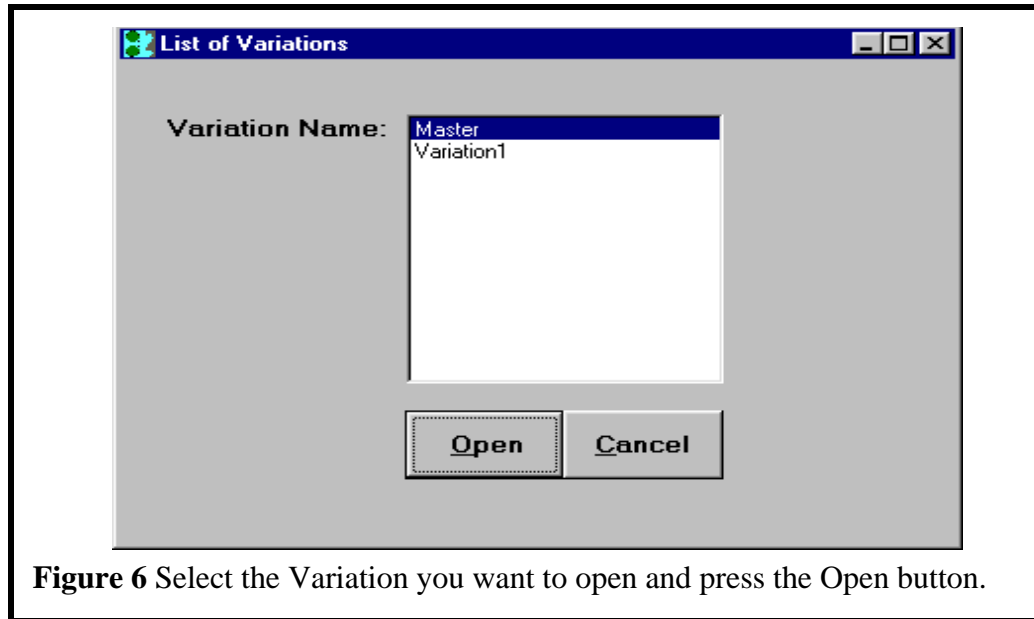 List of Variations
Variation Name:
Master
Variation1
Open
Cancel
Figure 6 Select the Variation you want to open and press the Open button.